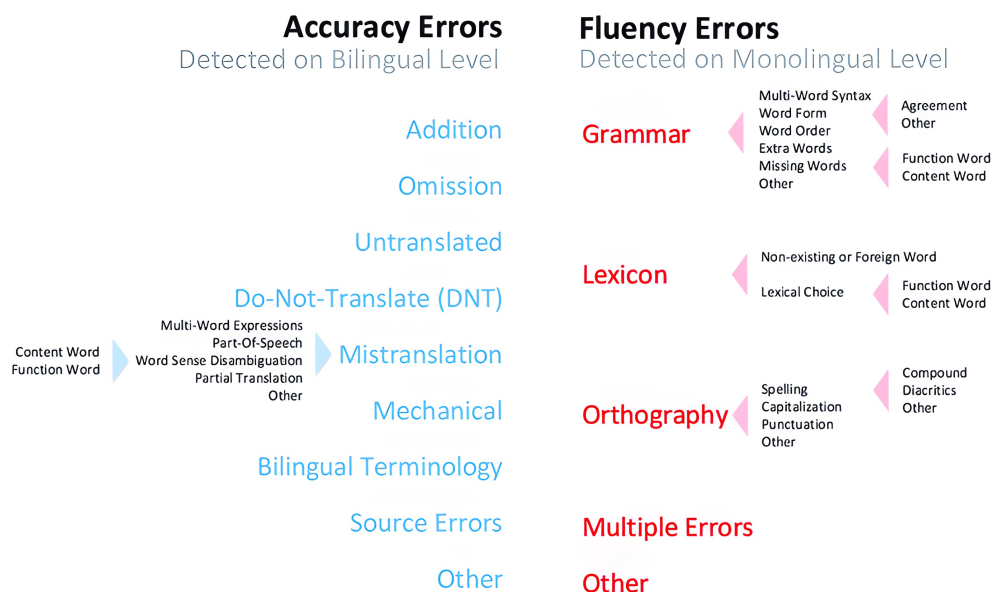 Accuracy Errors
Detected on Bilingual Level
Addition
Omission
Untranslated
Do-Not-Translate (DNT)
Mistranslation
Multi-Word Expressions
Part-Of-Speech
Word Sense Disambiguation
Partial Translation
Other
Content Word
Function Word
Mechanical
Bilingual Terminology
Source Errors
Other
Fluency Errors
Detected on Monolingual Level
Grammar
Multi-Word Syntax
Word Form
Word Order
Extra Words
Missing Words
Other
Agreement
Other
Function Word
Content Word
Lexicon
Non-existing or Foreign Word
Lexical Choice
Function Word
Content Word
Orthography
Spelling
Capitalization
Punctuation
Other
Compound
Diacritics
Other
Multiple Errors
Other